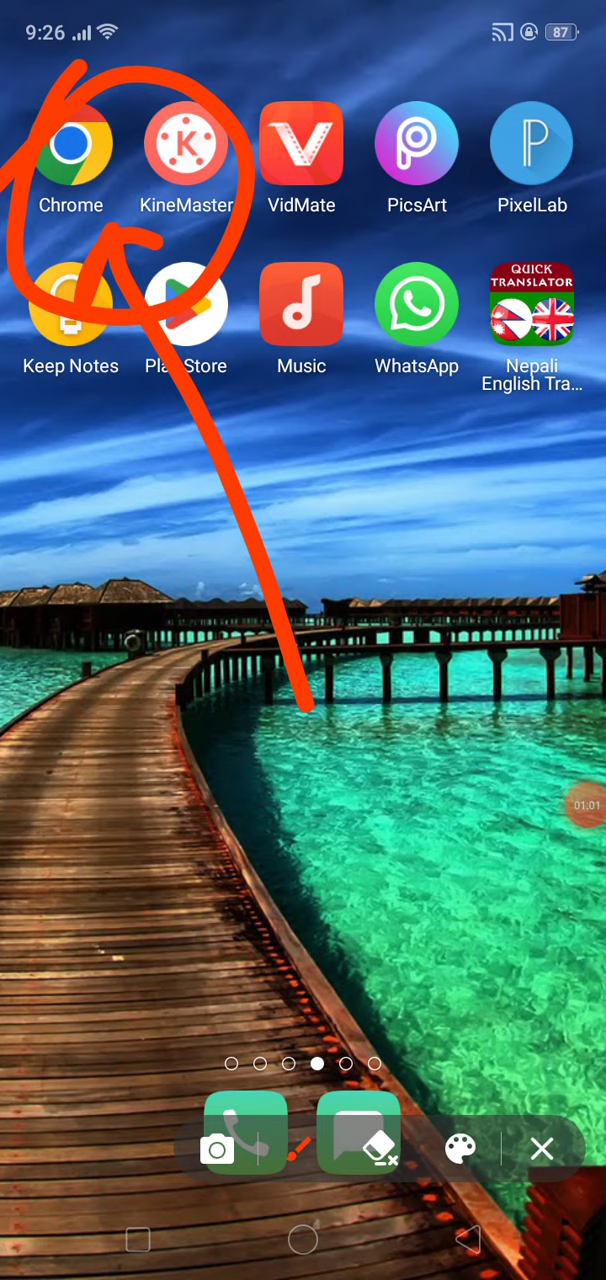 9:26
87
Chrome
KineMaster
VidMate
PicsArt
PixelLab
QUICK
TRANSLATOR
Keep Notes
Play Store
Music
WhatsApp
Nepali
English Tra...
01:01